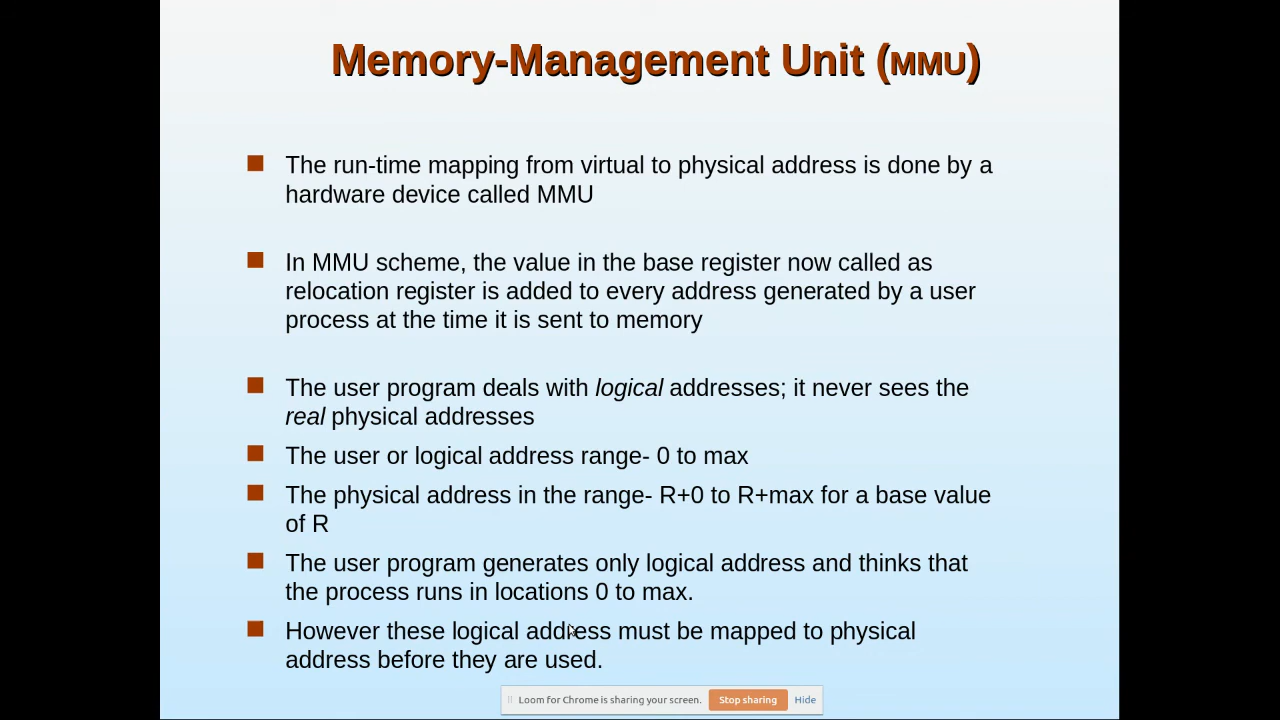 Memory-Management Unit (MMU)
The run-time mapping from virtual to physical address is done by a
hardware device called MMU
In MMU scheme, the value in the base register now called as
relocation register is added to every address generated by a user
process at the time it is sent to memory
The user program deals with logical addresses; it never sees the
real physical addresses
The user or logical address range- 0 to max
The physical address in the range- R+0 to R+max for a base value
of R
The user program generates only logical address and thinks that
the process runs in locations 0 to max.
However these logical address must be mapped to physical
address before they are used.
Loom for Chrome is sharing your screen. Stop sharing Hide